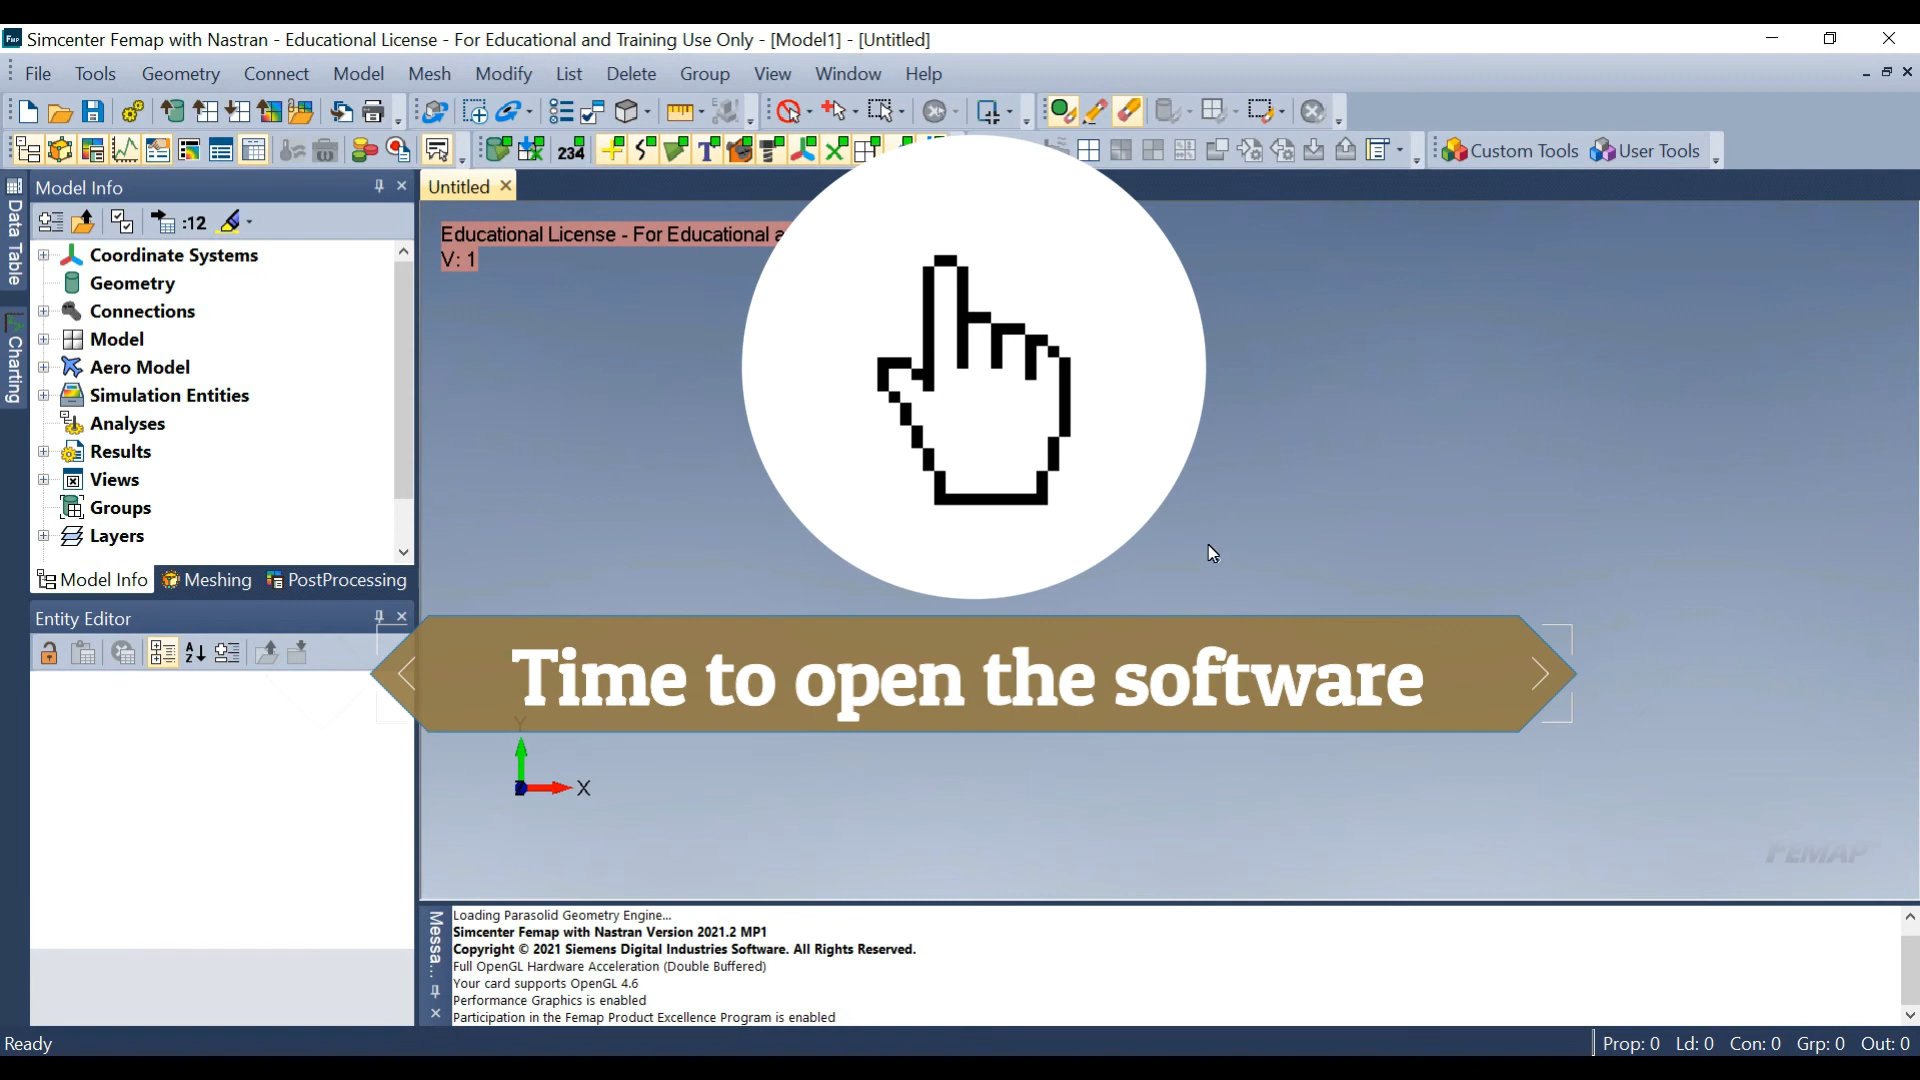 Simcenter Femap with Nastran - Educational License - For Educational and Training Use Only - [Model1] - [Untitled]
File Tools Geometry Connect Model Mesh Modify List Delete Group View Window Help
234
Custom Tools User Tools
Model Info
Untitled
Data Table
Charting
:12
Educational License - For Educational
V: 1
Coordinate Systems
Geometry
Connections
Model
Aero Model
Simulation Entities
Analyses
Results
Views
Groups
Layers
Model Info Meshing PostProcessing
Entity Editor
Time to open the software
Y
X
FEMAP
Messa...
Loading Parasolid Geometry Engine...
Simcenter Femap with Nastran Version 2021.2 MP1
Copyright © 2021 Siemens Digital Industries Software. All Rights Reserved.
Full OpenGL Hardware Acceleration (Double Buffered)
Your card supports OpenGL 4.6
Performance Graphics is enabled
Participation in the Femap Product Excellence Program is enabled
Ready
Prop: 0 Ld: 0 Con: 0 Grp: 0 Out: 0